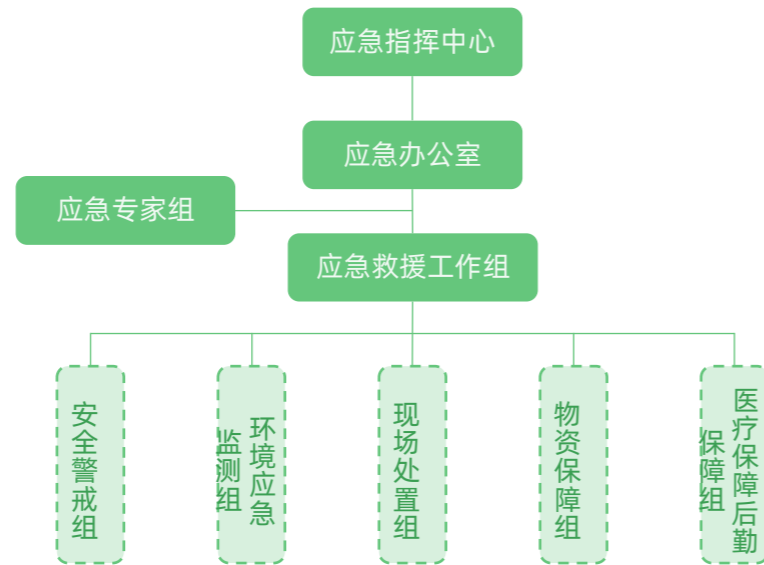 应急指挥中心
应急办公室
应急专家组
应急救援工作组
安全警戒组
环境应急
监测组
现场处置组
物资保障组
医疗保障后勤
保障组